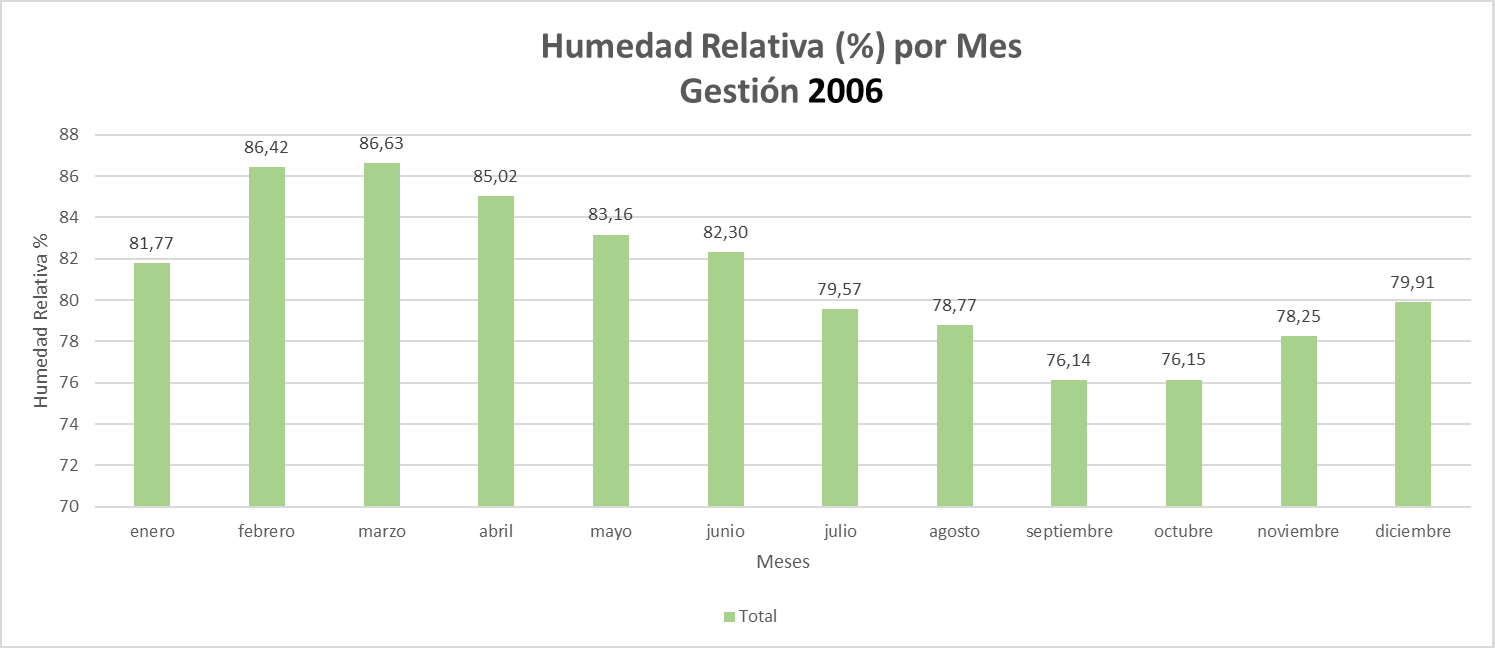 Humedad Relativa (%) por Mes
Gestión 2006
Humedad Relativa %
88
86
84
82
80
78
76
74
72
70
81,77
86,42
86,63
85,02
83,16
82,30
79,57
78,77
76,14
76,15
78,25
79,91
enero
febrero
marzo
abril
mayo
junio
julio
agosto
septiembre
octubre
noviembre
diciembre
Meses
Total